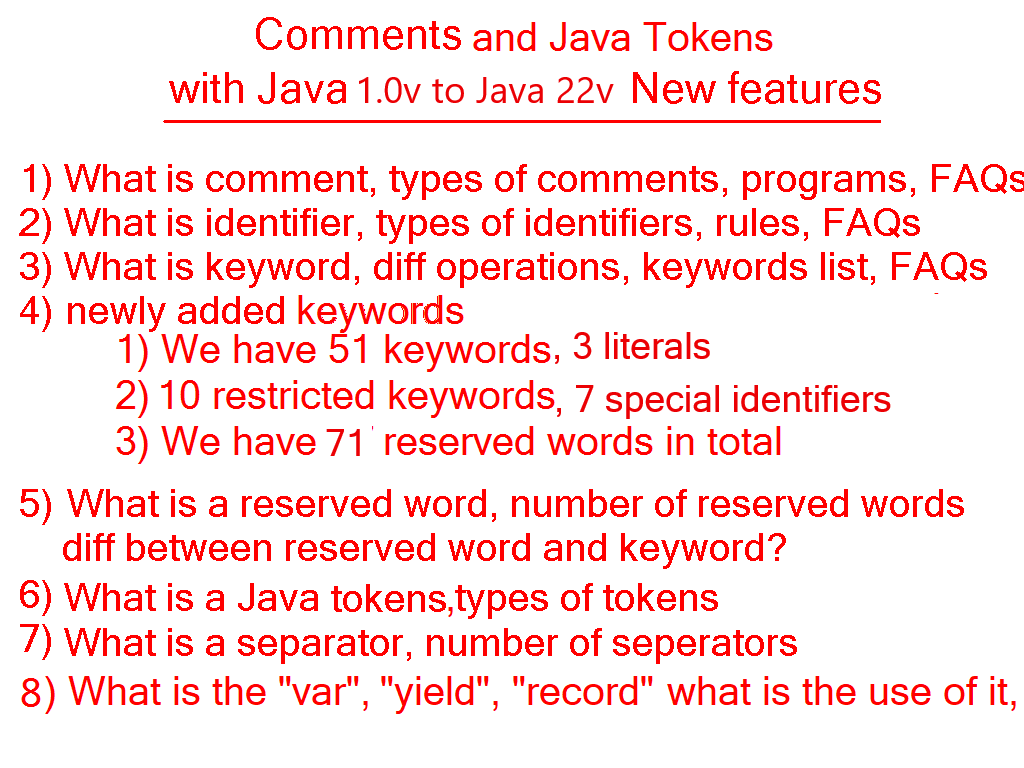 Comments and Java Tokens
with Java 1.0v to Java 22v New features
1) What is comment, types of comments, programs, FAQs
2) What is identifier, types of identifiers, rules, FAQs
3) What is keyword, diff operations, keywords list, FAQs
4) newly added keywords
1) We have 51 keywords, 3 literals
2) 10 restricted keywords, 7 special identifiers
3) We have 71 reserved words in total
5) What is a reserved word, number of reserved words
diff between reserved word and keyword?
6) What is a Java tokens,types of tokens
7) What is a separator, number of seperators
8) What is the "var", "yield", "record" what is the use of it,